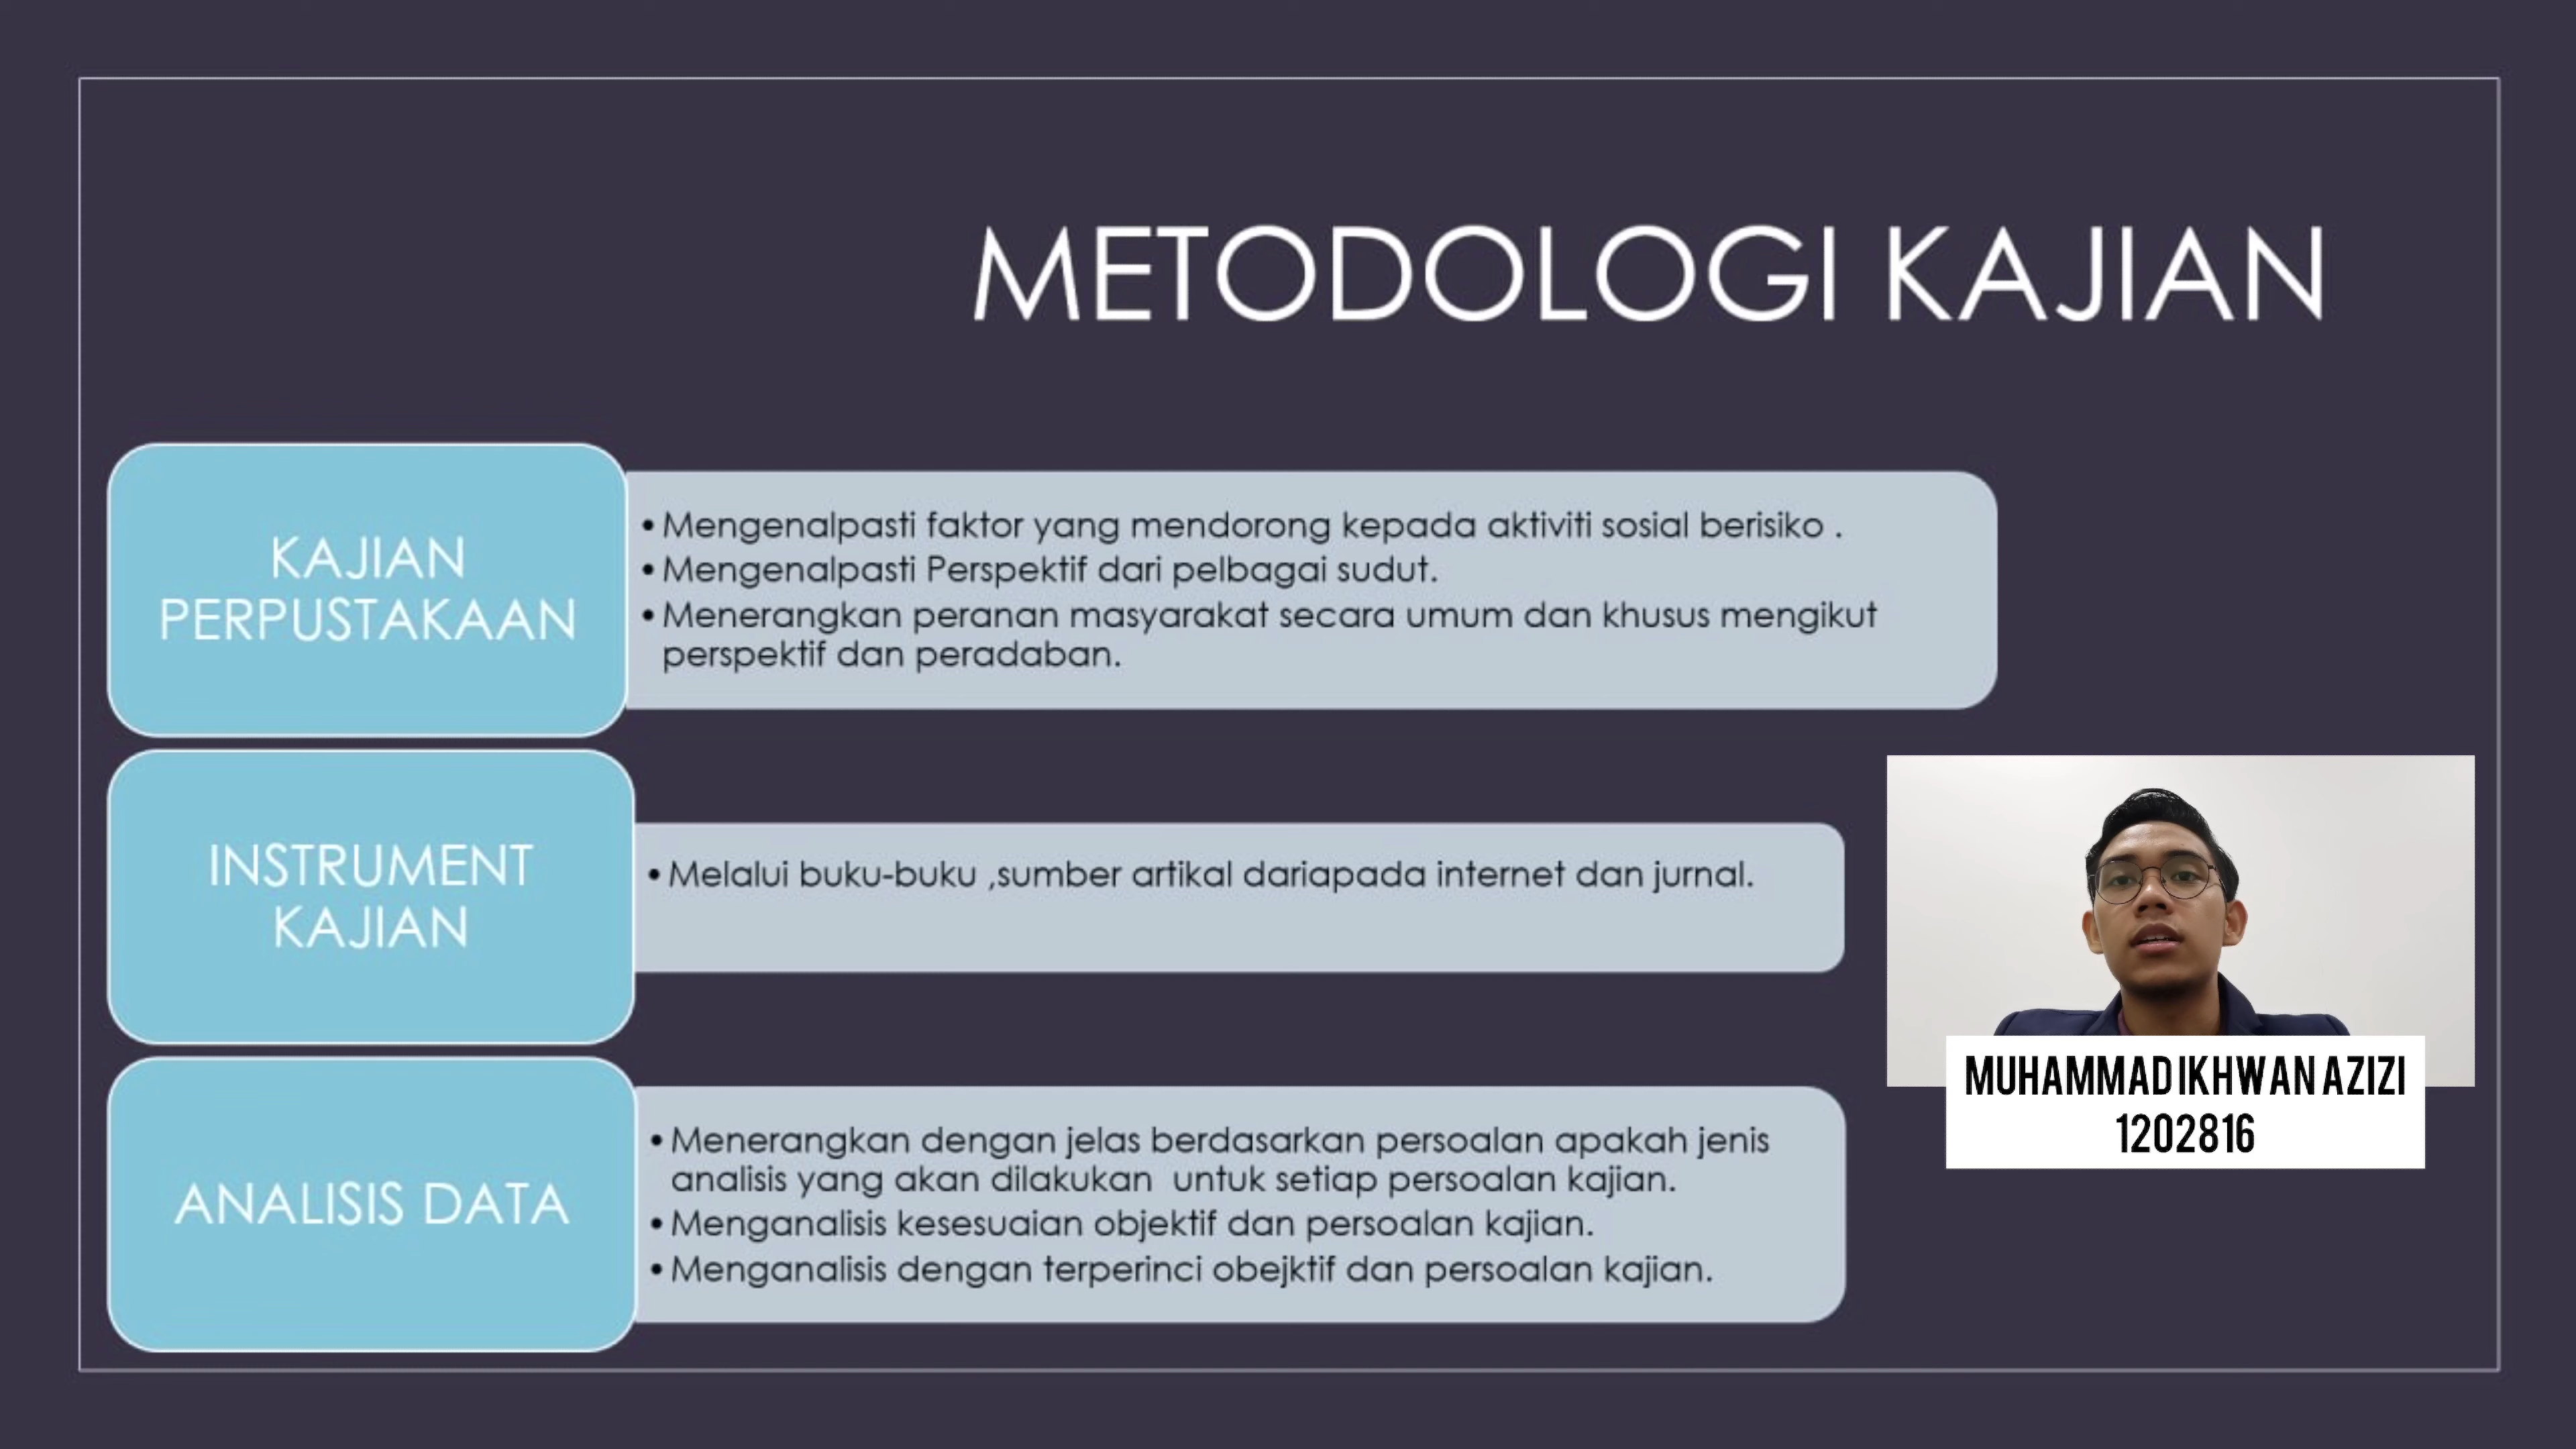 METODOLOGI KAJIAN
KAJIAN
PERPUSTAKAAN
• Mengenalpasti faktor yang mendorong kepada aktiviti sosial berisiko .
• Mengenalpasti Perspektif dari pelbagai sudut.
• Menerangkan peranan masyarakat secara umum dan khusus mengikut
perspektif dan peradaban.
INSTRUMENT
KAJIAN
• Melalui buku-buku ,sumber artikal dariapada internet dan jurnal.
ANALISIS DATA
• Menerangkan dengan jelas berdasarkan persoalan apakah jenis
analisis yang akan dilakukan  untuk setiap persoalan kajian.
• Menganalisis kesesuaian objektif dan persoalan kajian.
• Menganalisis dengan terperinci obejktif dan persoalan kajian.
MUHAMMAD IKHWAN AZIZI
1202816